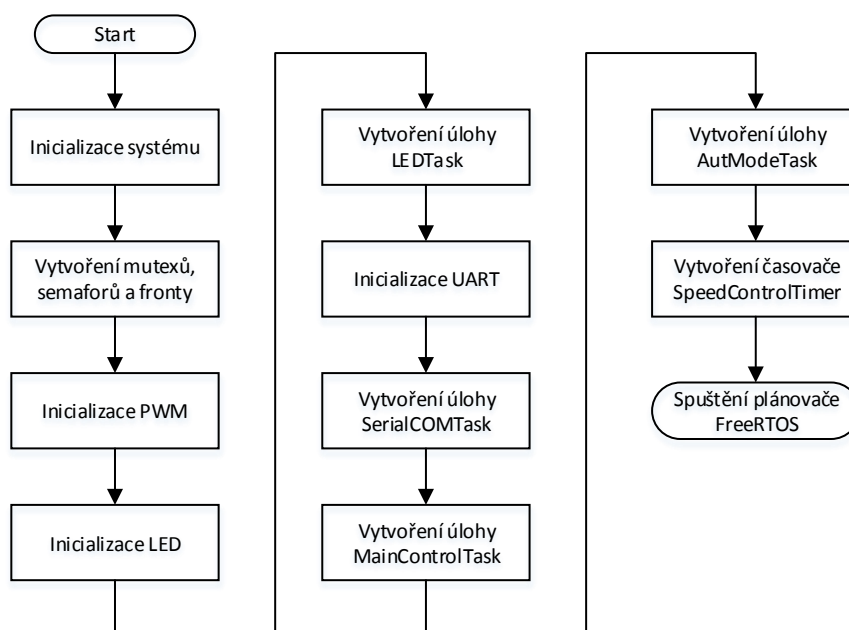 Start
Inicializace systému
Vytvoření mutexů,
semaforů a fronty
Inicializace PWM
Inicializace LED
Vytvoření úlohy
LEDTask
Inicializace UART
Vytvoření úlohy
SerialCOMTask
Vytvoření úlohy
MainControlTask
Vytvoření úlohy
AutModeTask
Vytvoření časovače
SpeedControlTimer
Spuštění plánovače
FreeRTOS